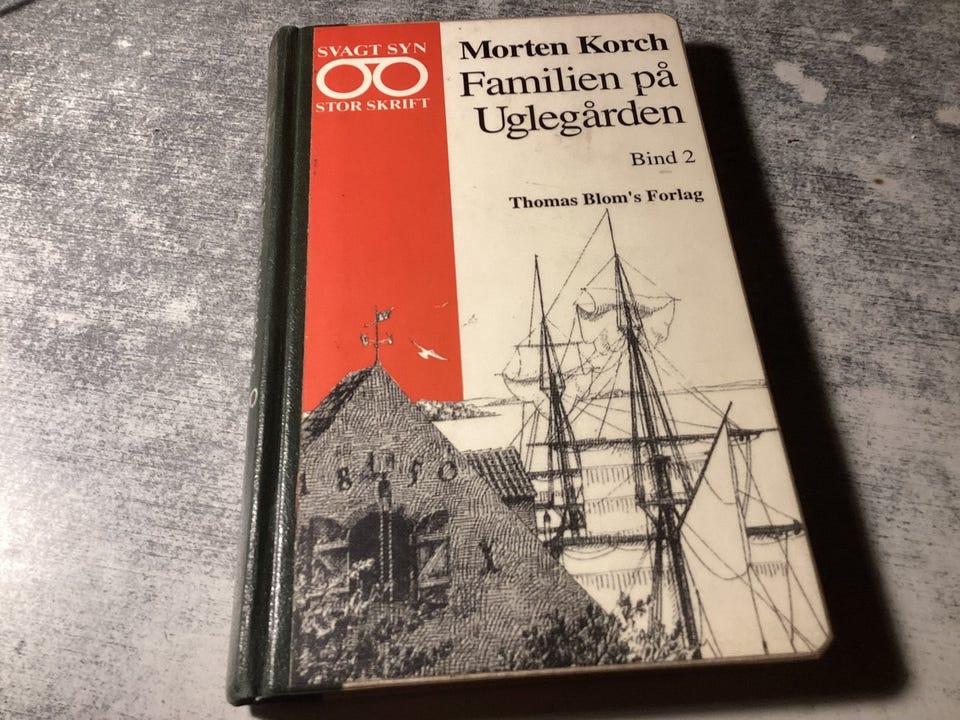 SVAGT SYN
STOR SKRIFT
Morten Korch
Familien på
Uglegården
Bind 2
Thomas Blom's Forlag